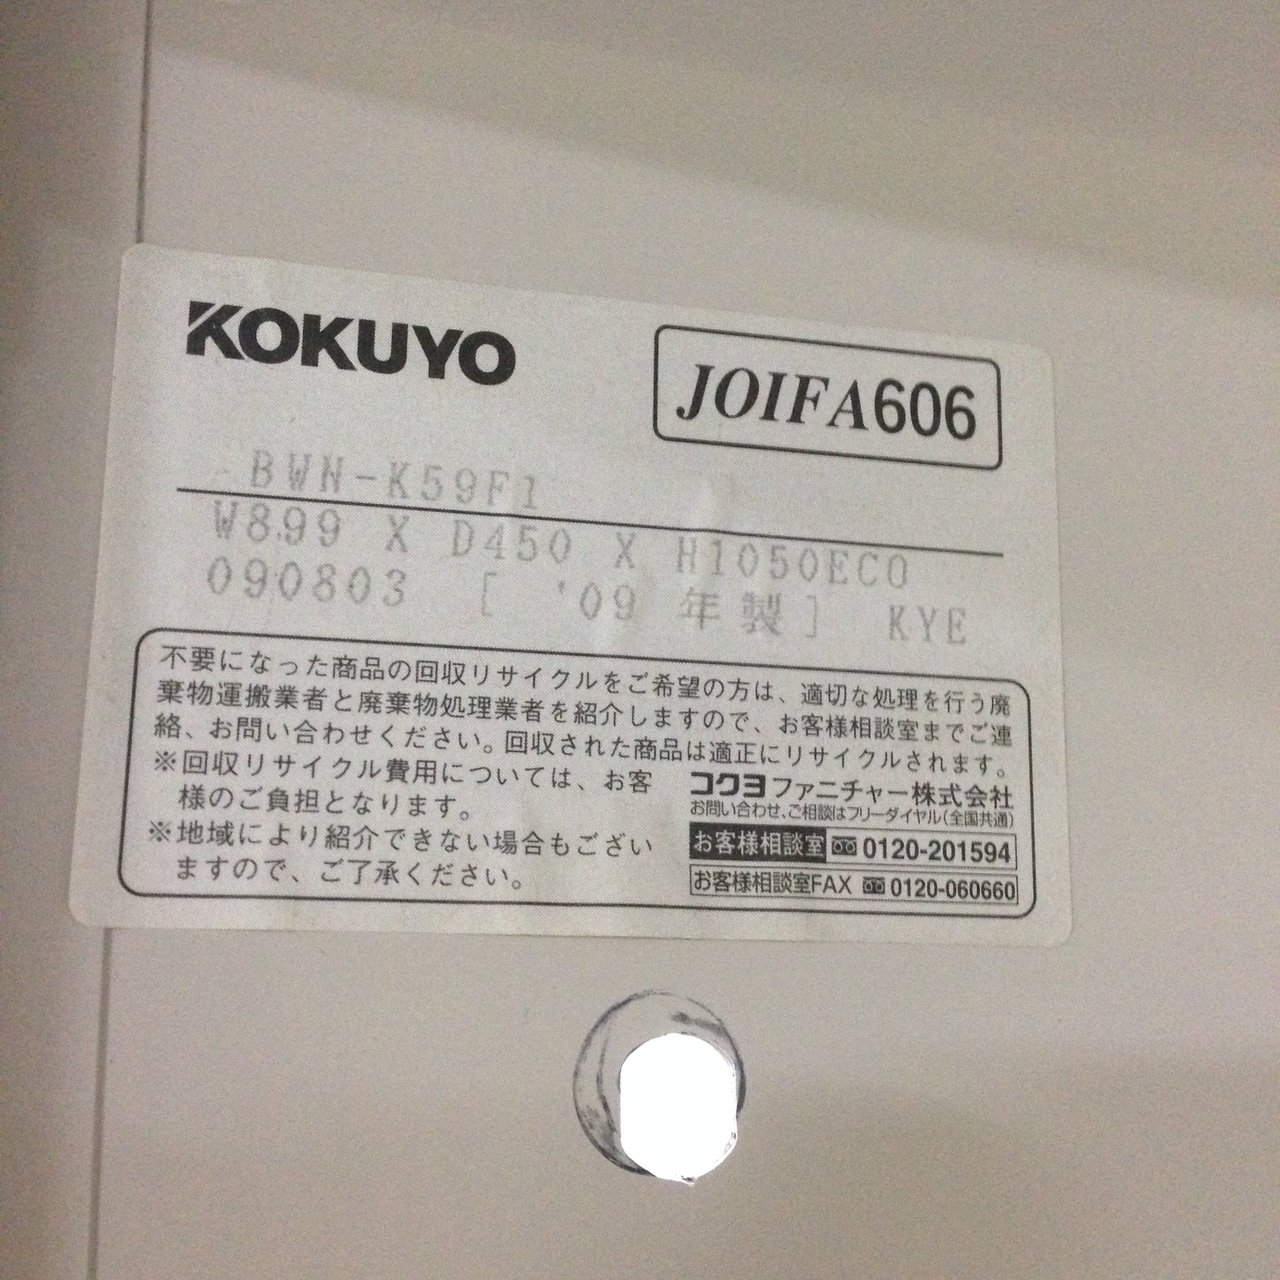 KOKUYO
JOIFA606
BWN-K59F1
W899 X D450 X H1050ECO
090803 [ '09 年製] KYE
不要になった商品の回収リサイクルをご希望の方は、適切な処理を行う廃
棄物運搬業者と廃棄物処理業者を紹介しますので、お客様相談室までご連
絡、お問い合わせください。回収された商品は適正にリサイクルされます。
※回収リサイクル費用については、お客
様のご負担となります。
※地域により紹介できない場合もござい
ますので、ご了承ください。
コクヨファニチャー株式会社
お問い合わせ、ご相談はフリーダイヤル(全国共通)
お客様相談室 0120-201594
お客様相談室FAX 0120-060660